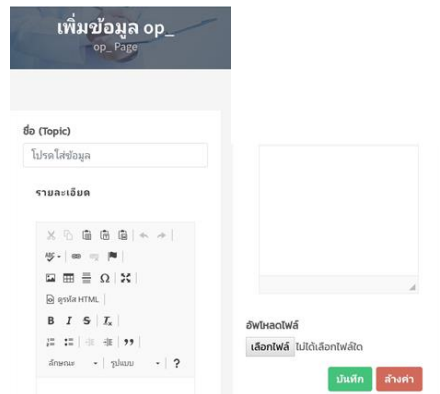 เพิ่มข้อมูล op_
op_ Page
ชื่อ (Topic)
โปรดใส่ข้อมูล
รายละเอียด
ดูรหัส HTML
B I S Ix
ลักษณะ รูปแบบ ?
อัพโหลดไฟล์
เลือกไฟล์ ไม่ได้เลือกไฟล์ใด
บันทึก ล้างค่า